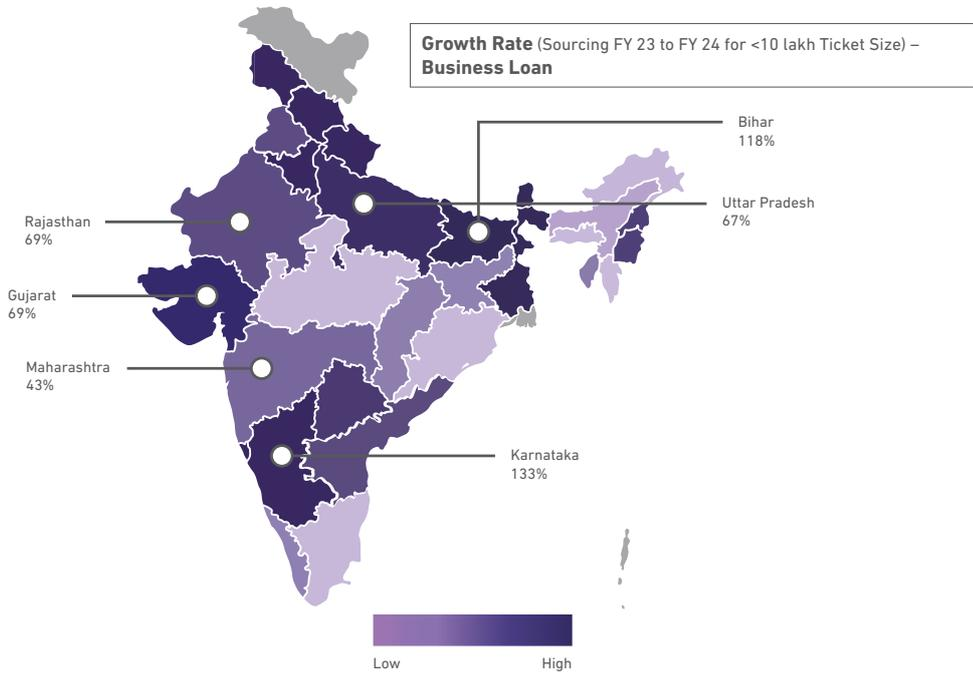 Growth Rate (Sourcing FY 23 to FY 24 for <10 lakh Ticket Size) –
Business Loan
Bihar
118%
Uttar Pradesh
67%
Rajasthan
69%
Gujarat
69%
Maharashtra
43%
Karnataka
133%
Low High